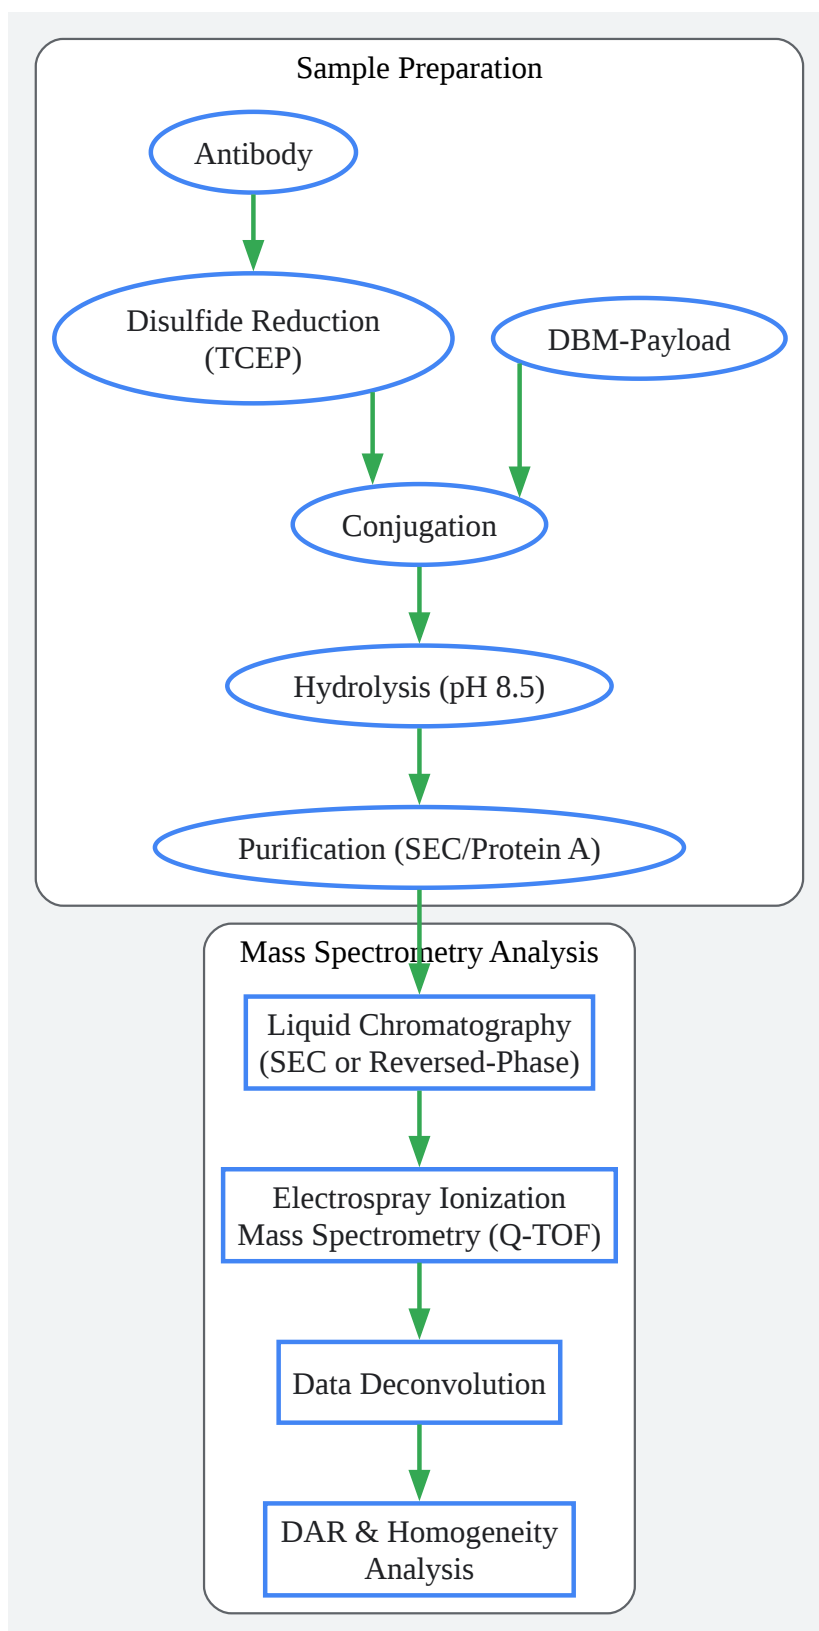 Sample Preparation
Antibody
Disulfide Reduction
(TCEP)
DBM-Payload
Conjugation
Hydrolysis (pH 8.5)
Purification (SEC/Protein A)
Mass Spectrometry Analysis
Liquid Chromatography
(SEC or Reversed-Phase)
Electrospray Ionization
Mass Spectrometry (Q-TOF)
Data Deconvolution
DAR & Homogeneity
Analysis